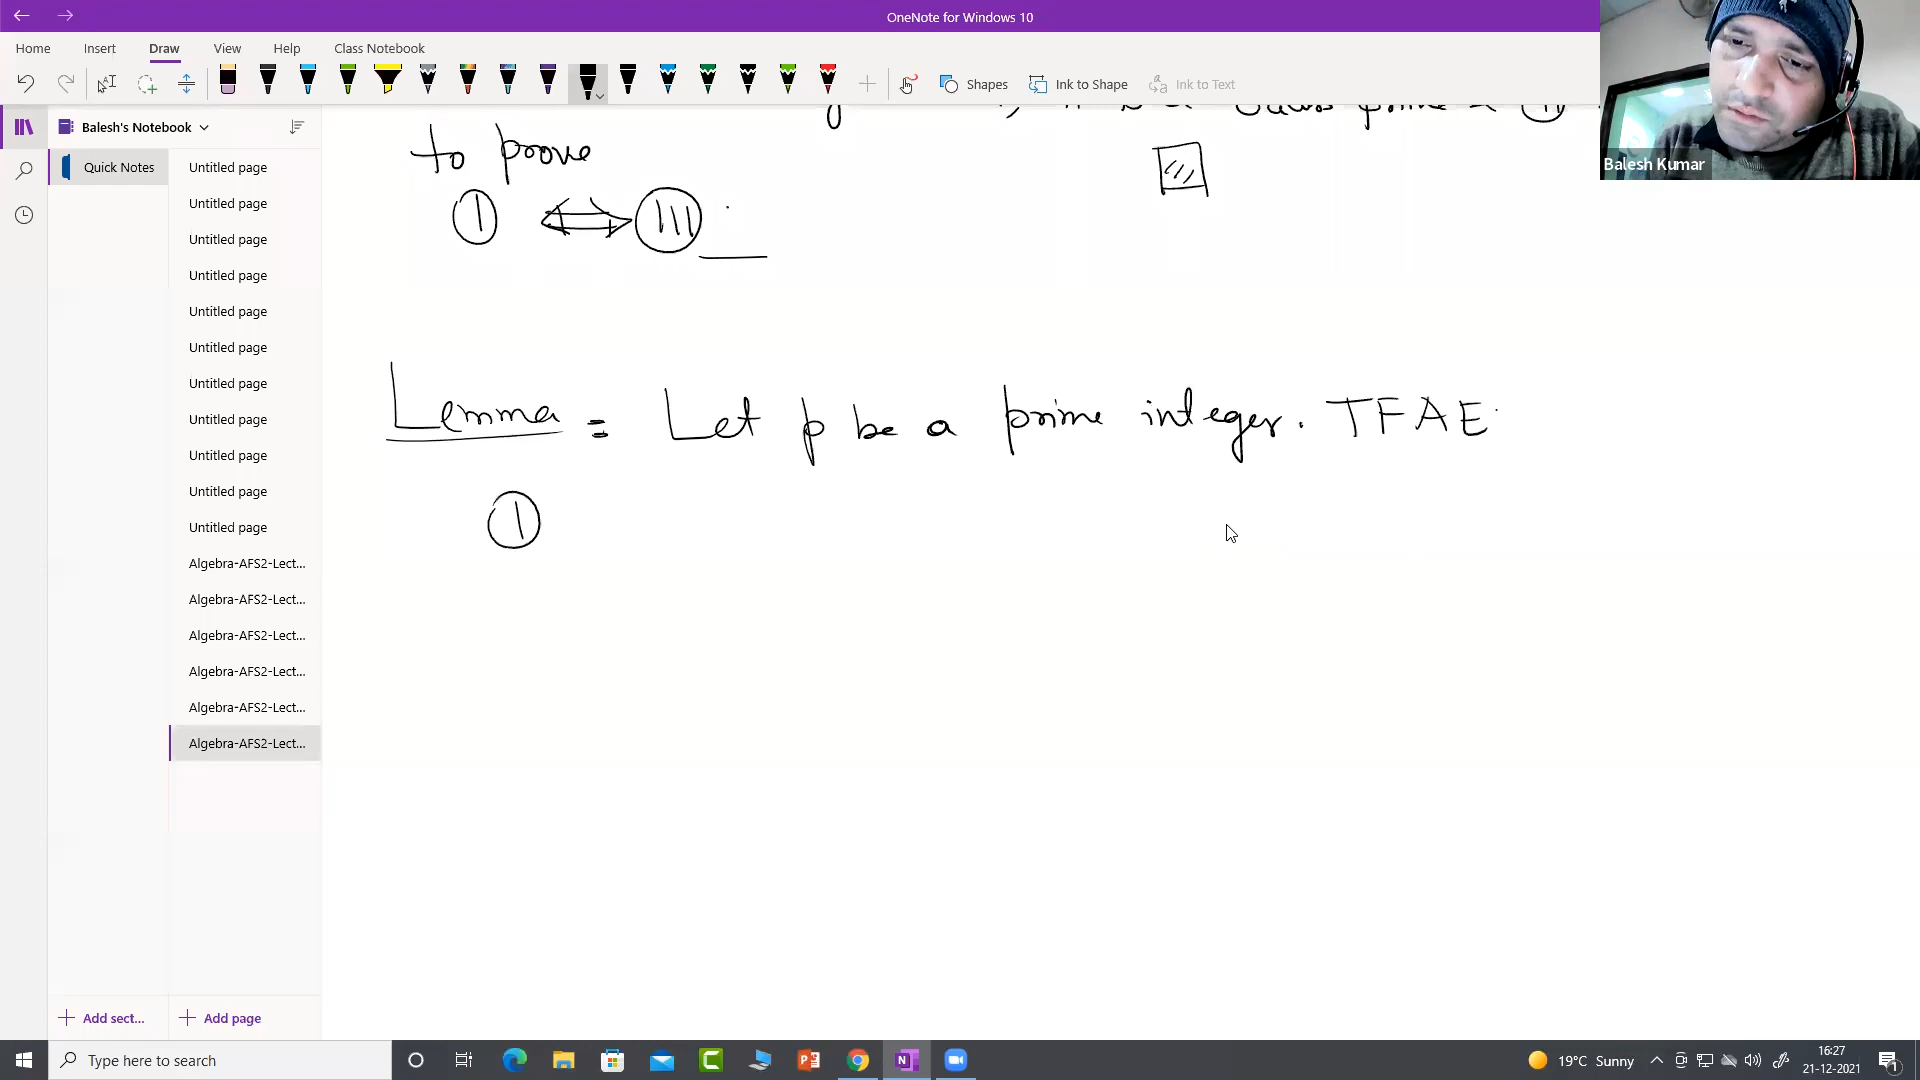 OneNote for Windows 10
Home Insert Draw View Help Class Notebook
Shapes Ink to Shape Ink to Text
Balesh's Notebook
Quick Notes
Untitled page
Untitled page
Untitled page
Untitled page
Untitled page
Untitled page
Untitled page
Untitled page
Untitled page
Untitled page
Untitled page
Algebra-AFS2-Lect...
Algebra-AFS2-Lect...
Algebra-AFS2-Lect...
Algebra-AFS2-Lect...
Algebra-AFS2-Lect...
Algebra-AFS2-Lect...
Add sect... Add page
to prove
I ⟺ III
Lemma = Let p be a prime integer. TFAE
I
Balesh Kumar
Type here to search
19°C Sunny
16:27
21-12-2021
1